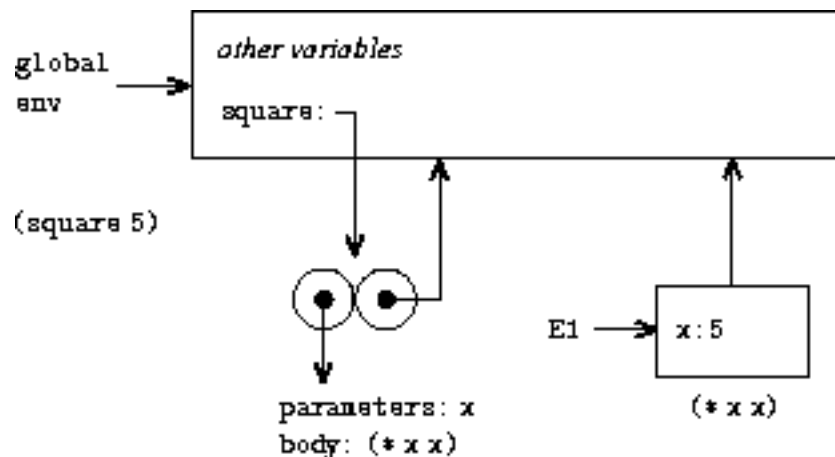 other variables
global
env
square:
(square 5)
E1
x:5
parameters: x
body: (* x x)
(* x x)